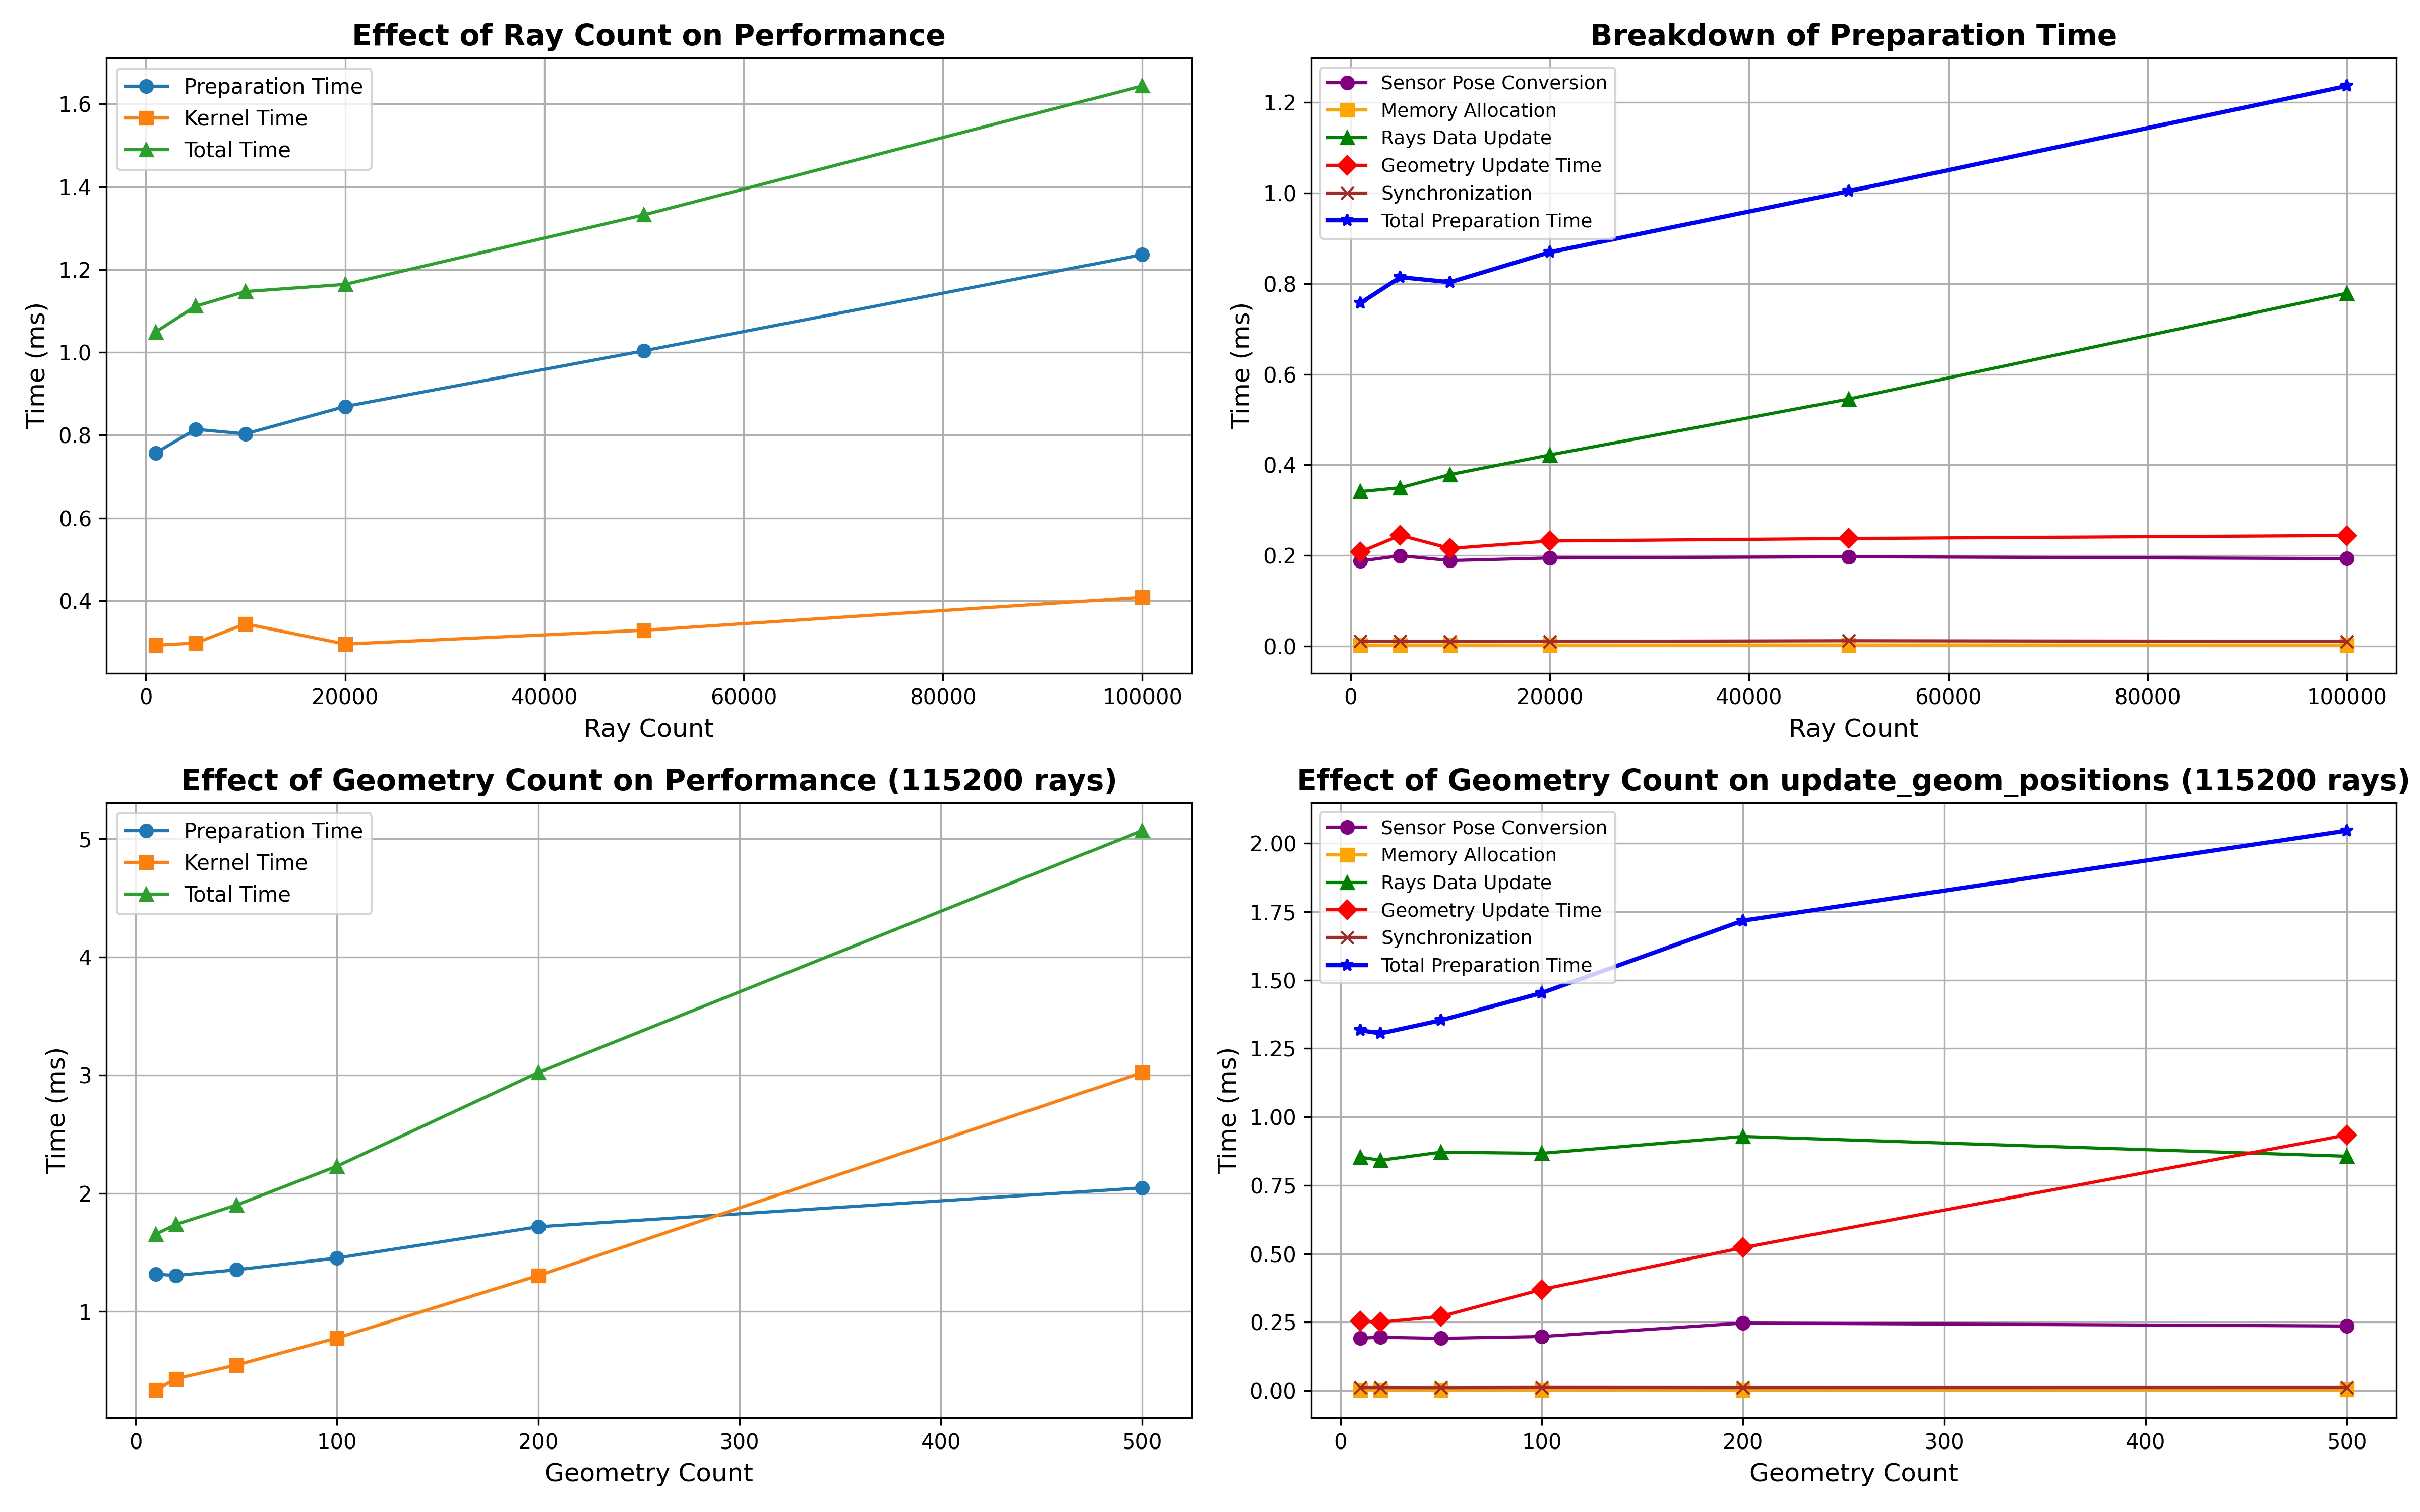 Effect of Ray Count on Performance
Preparation Time
Kernel Time
Total Time
1.6
1.4
1.2
1.0
0.8
0.6
0.4
Time (ms)
0 20000 40000 60000 80000 100000
Ray Count
Breakdown of Preparation Time
Sensor Pose Conversion
Memory Allocation
Rays Data Update
Geometry Update Time
Synchronization
Total Preparation Time
1.2
1.0
0.8
0.6
0.4
0.2
0.0
Time (ms)
0 20000 40000 60000 80000 100000
Ray Count
Effect of Geometry Count on Performance (115200 rays)
Preparation Time
Kernel Time
Total Time
5
4
3
2
1
Time (ms)
0 100 200 300 400 500
Geometry Count
Effect of Geometry Count on update_geom_positions (115200 rays)
Sensor Pose Conversion
Memory Allocation
Rays Data Update
Geometry Update Time
Synchronization
Total Preparation Time
2.00
1.75
1.50
1.25
1.00
0.75
0.50
0.25
0.00
Time (ms)
0 100 200 300 400 500
Geometry Count